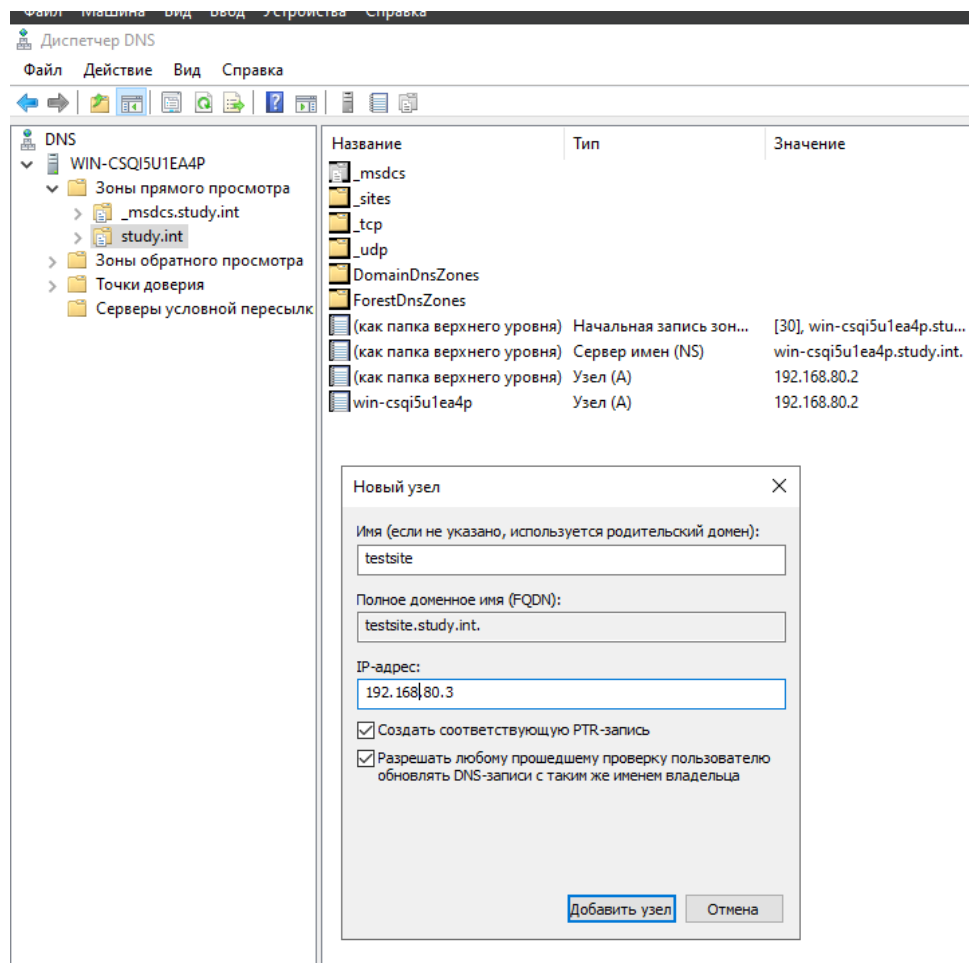 Файл Машина Вид Ввод Устройства Справка
Диспетчер DNS
Файл Действие Вид Справка
DNS
WIN-CSQI5U1EA4P
Зоны прямого просмотра
_msdcs.study.int
study.int
Зоны обратного просмотра
Точки доверия
Серверы условной пересылк
Название Тип Значение
_msdcs
_sites
_tcp
_udp
DomainDnsZones
ForestDnsZones
(как папка верхнего уровня) Начальная запись зон... [30], win-csqi5u1ea4p.stu...
(как папка верхнего уровня) Сервер имен (NS) win-csqi5u1ea4p.study.int.
(как папка верхнего уровня) Узел (A) 192.168.80.2
win-csqi5u1ea4p Узел (A) 192.168.80.2
Новый узел
Имя (если не указано, используется родительский домен):
testsite
Полное доменное имя (FQDN):
testsite.study.int.
IP-адрес:
192.168.80.3
Создать соответствующую PTR-запись
Разрешать любому прошедшему проверку пользователю
обновлять DNS-записи с таким же именем владельца
Добавить узел Отмена